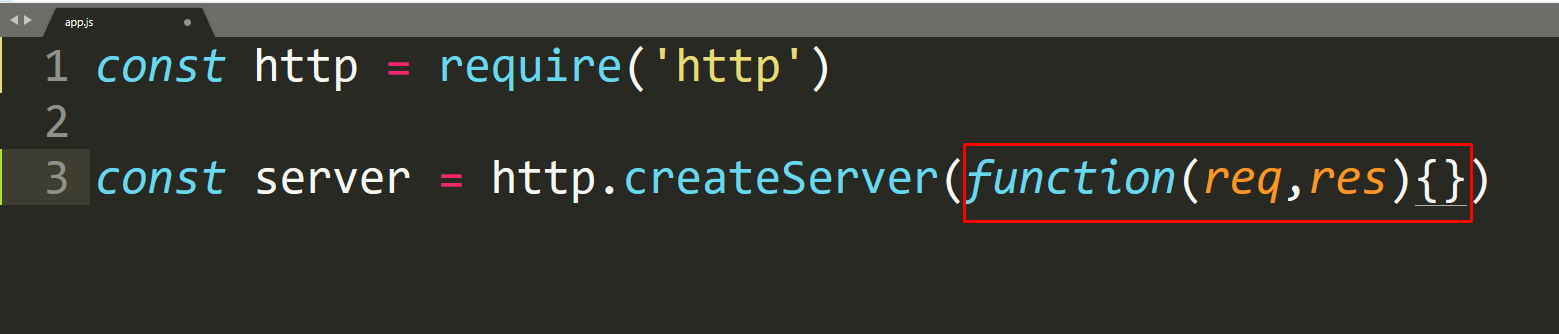 app.js
1 const http = require('http')
2
3 const server = http.createServer(function(req,res){})